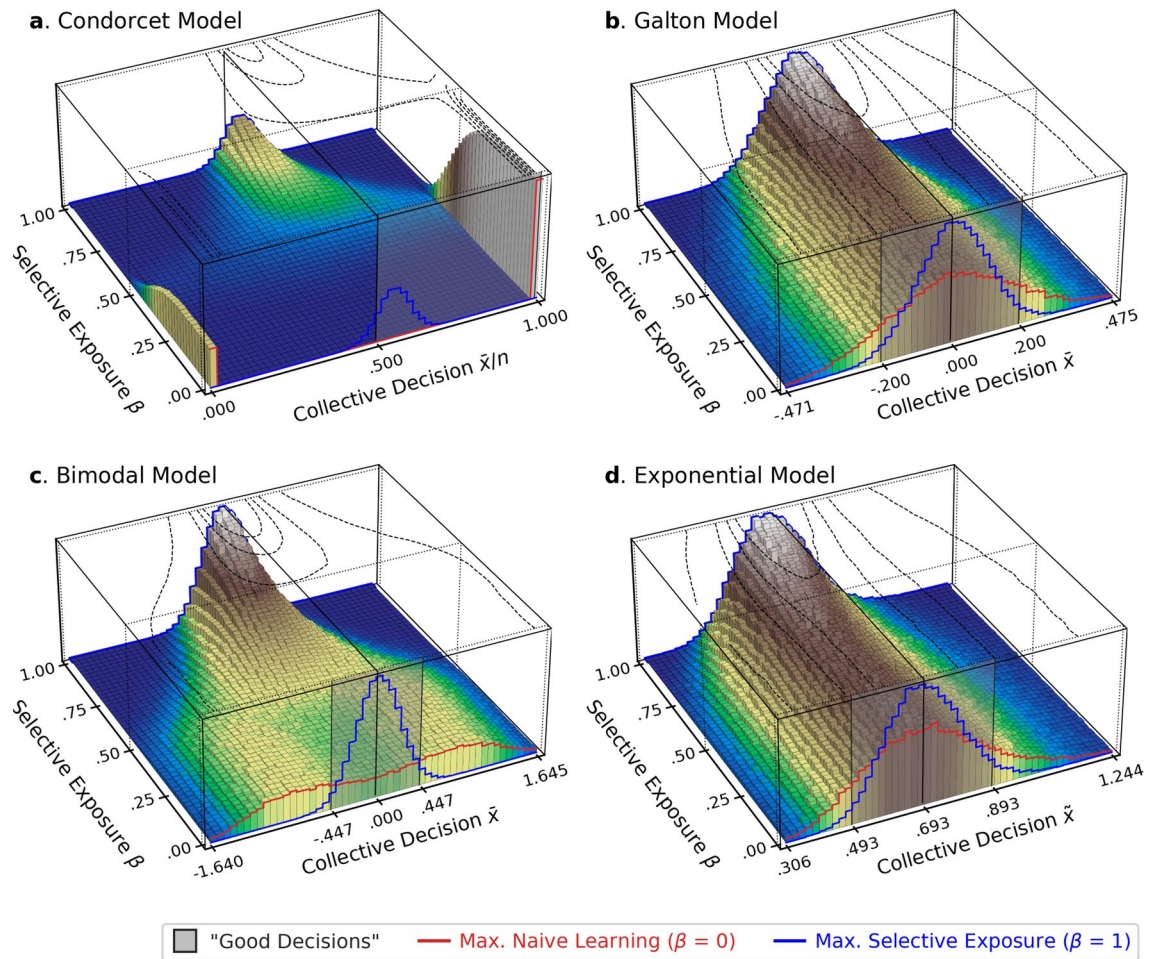 a. Condorcet Model
1.00
.75
.50
.25
.00
Selective Exposure β
.000
.500
1.000
Collective Decision x̄/n
b. Galton Model
1.00
.75
.50
.25
.00
Selective Exposure β
-.471
-.200
.000
.200
.475
Collective Decision x̄
c. Bimodal Model
1.00
.75
.50
.25
.00
Selective Exposure β
-1.640
-.447
.000
.447
1.645
Collective Decision x̄
d. Exponential Model
1.00
.75
.50
.25
.00
Selective Exposure β
.306
.493
.693
.893
1.244
Collective Decision x̃
"Good Decisions"
Max. Naive Learning (β = 0)
Max. Selective Exposure (β = 1)